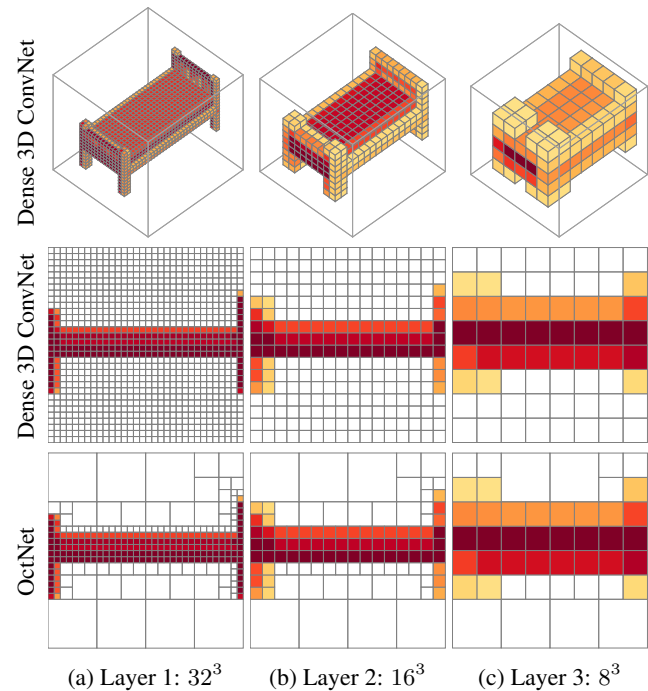 Dense 3D ConvNet
Dense 3D ConvNet
OctNet
(a) Layer 1: 32³
(b) Layer 2: 16³
(c) Layer 3: 8³